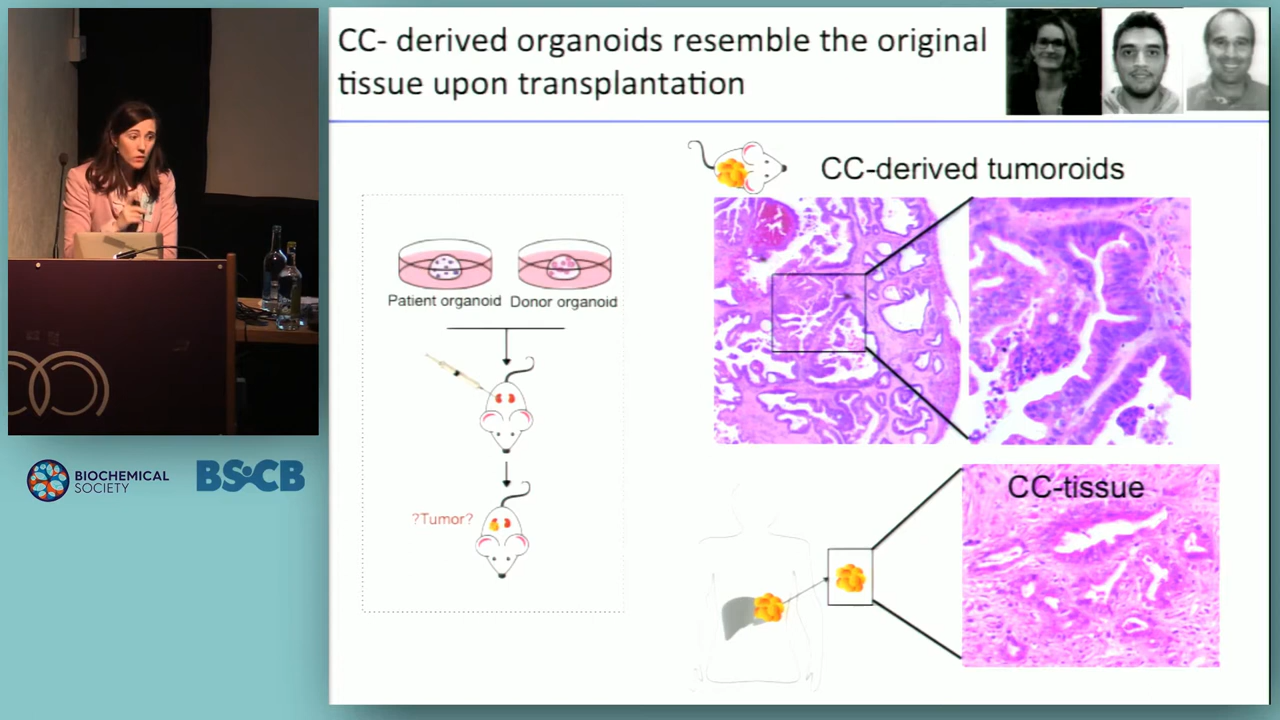 CC- derived organoids resemble the original
tissue upon transplantation
CC-derived tumoroids
Patient organoid
Donor organoid
?Tumor?
CC-tissue
BIOCHEMICAL
SOCIETY
BSCB